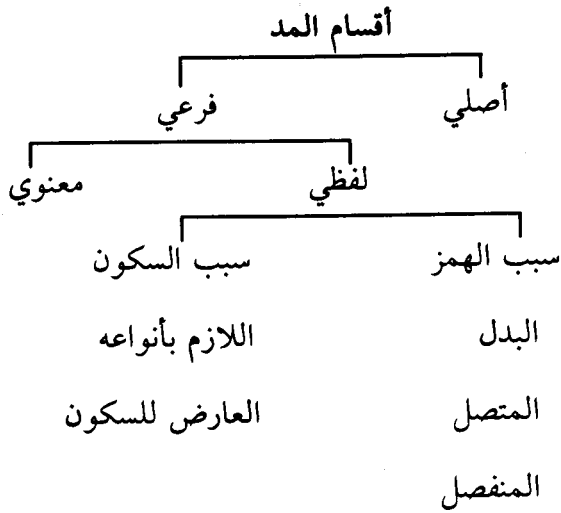 أقسام المد
أصلي فرعي
لفظي معنوي
سبب الهمز سبب السكون
البدل اللازم بأنواعه
المتصل العارض للسكون
المنفصل